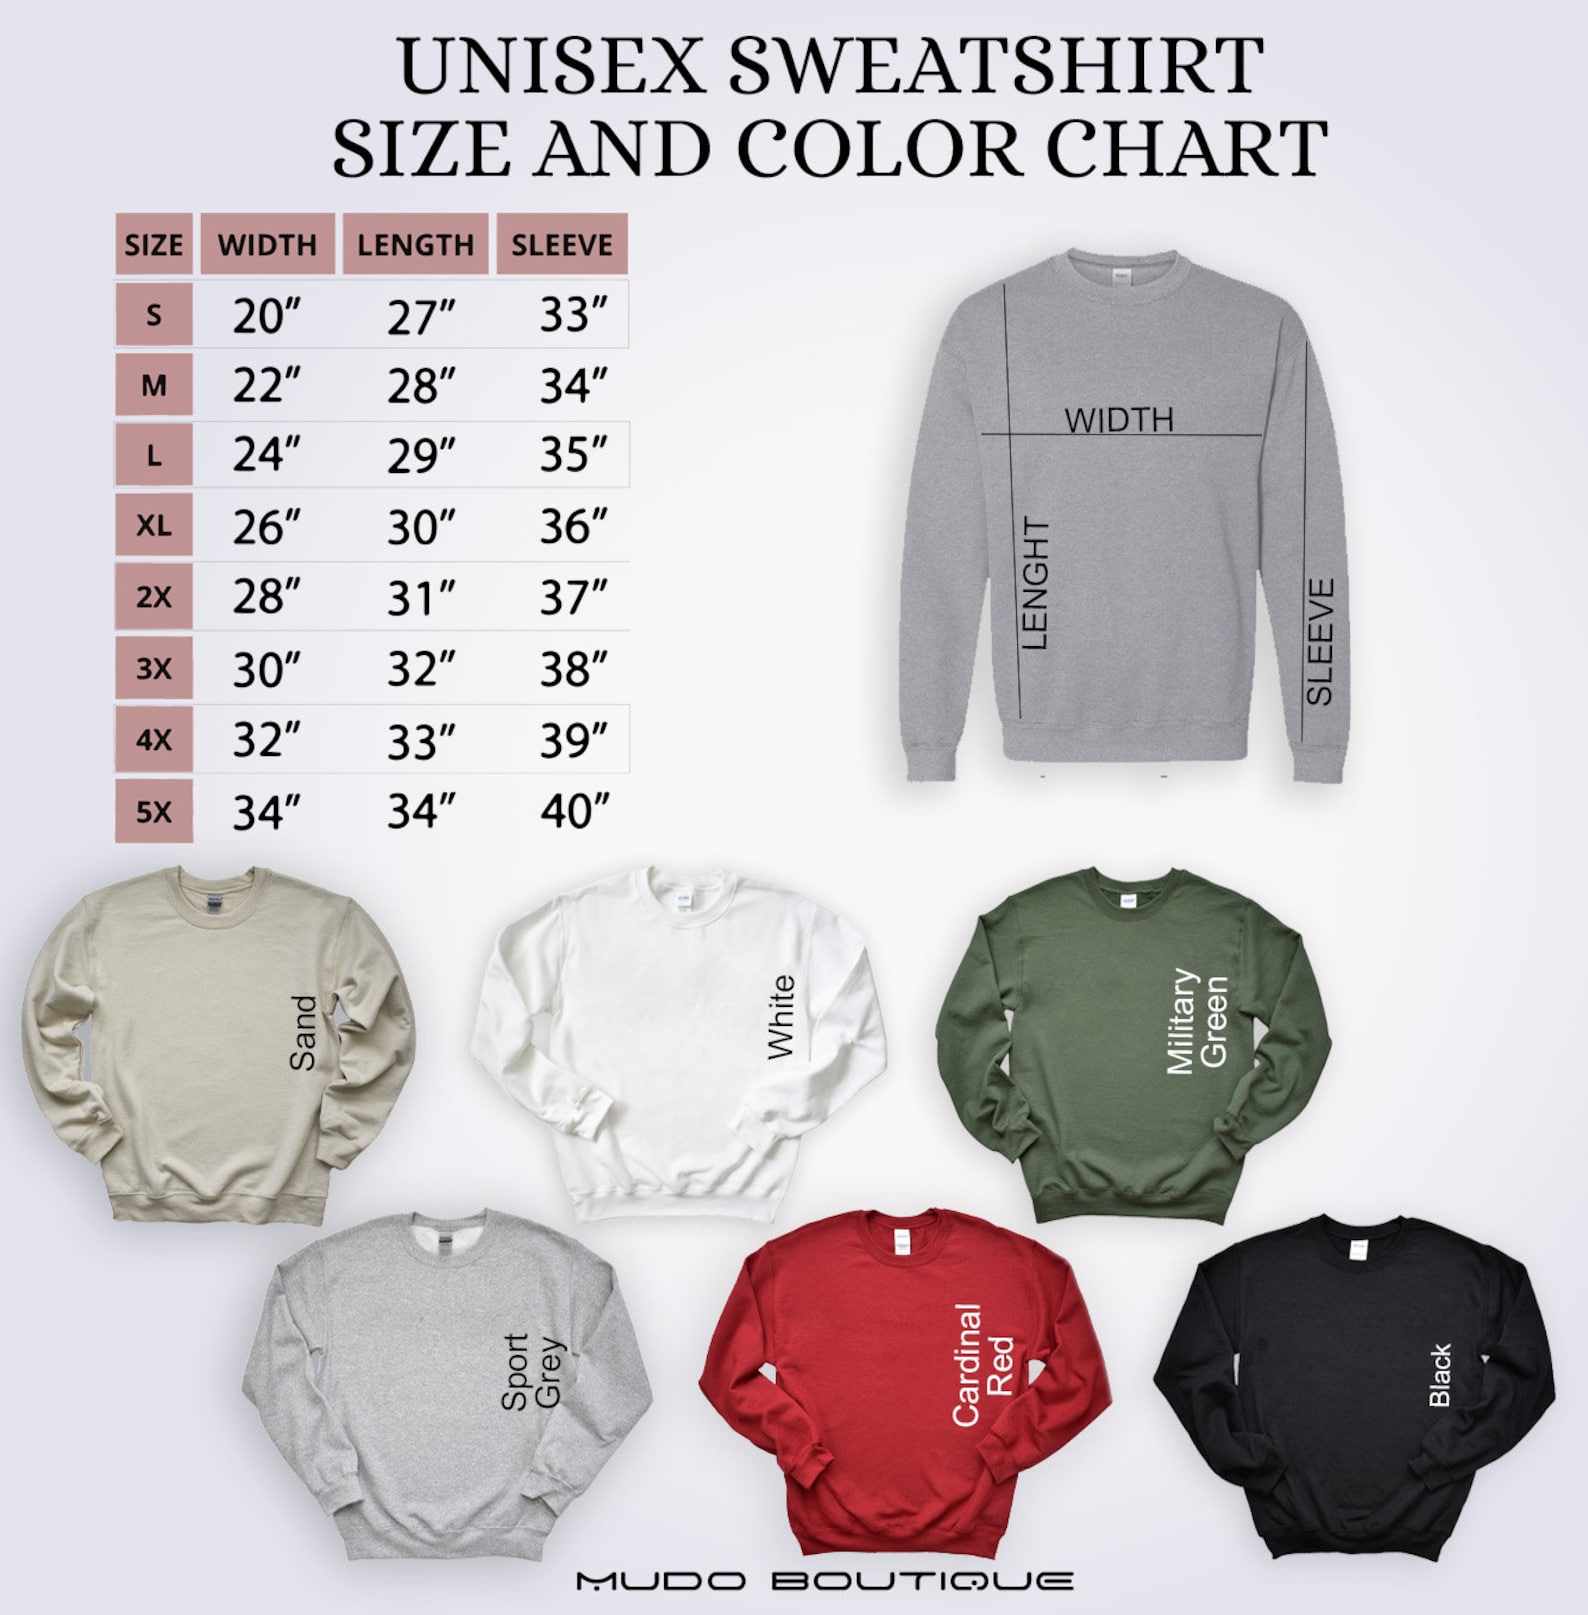 UNISEX SWEATSHIRT
SIZE AND COLOR CHART
SIZE WIDTH LENGTH SLEEVE
S 20″ 27″ 33″
M 22″ 28″ 34″
L 24″ 29″ 35″
XL 26″ 30″ 36″
2X 28″ 31″ 37″
3X 30″ 32″ 38″
4X 32″ 33″ 39″
5X 34″ 34″ 40″
WIDTH
LENGHT
SLEEVE
Sand
White
Military
Green
Sport
Grey
Cardinal
Red
Black
MUDO BOUTIQUE